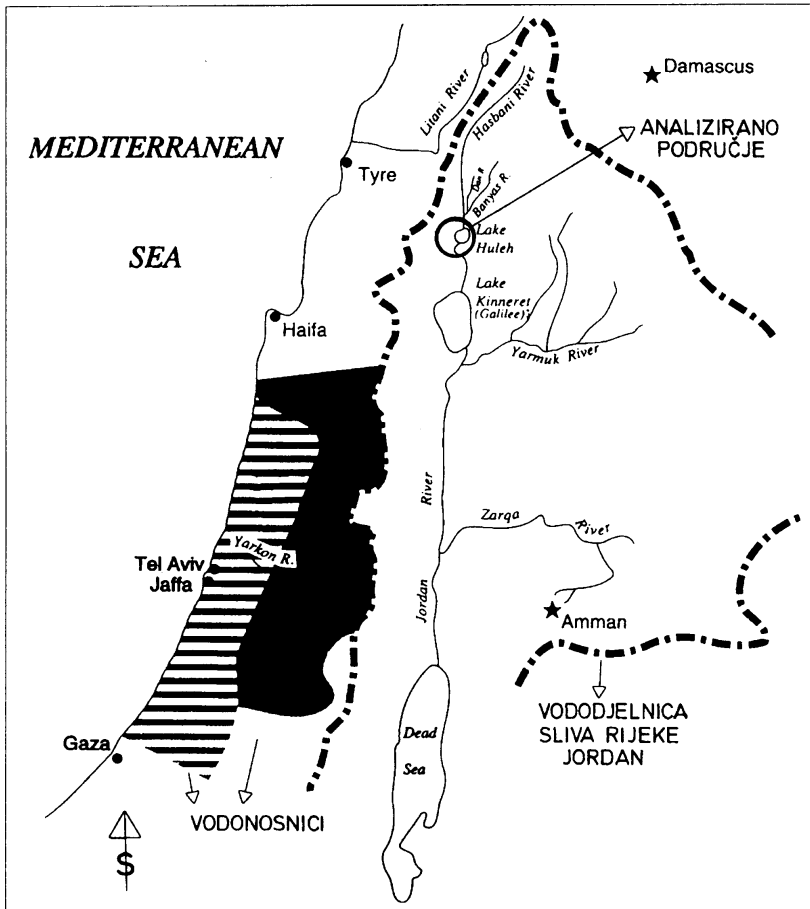 Damascus
Litani River
Hasbani River
ANALIZIRANO
PODRUČJE
MEDITERRANEAN
SEA
Tyre
Dan R.
Banyas R.
Lake
Huleh
Lake
Kinneret
(Galilee)
Haifa
Yarmuk River
River
Jordan
Zarqa
River
Yarkon R.
Tel Aviv
Jaffa
Amman
VODODJELNICA
SLIVA RIJEKE
JORDAN
Dead
Sea
Gaza
VODONOSNICI
S